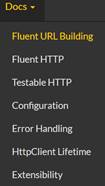 Docs
Fluent URL Building
Fluent HTTP
Testable HTTP
Configuration
Error Handling
HttpClient Lifetime
Extensibility